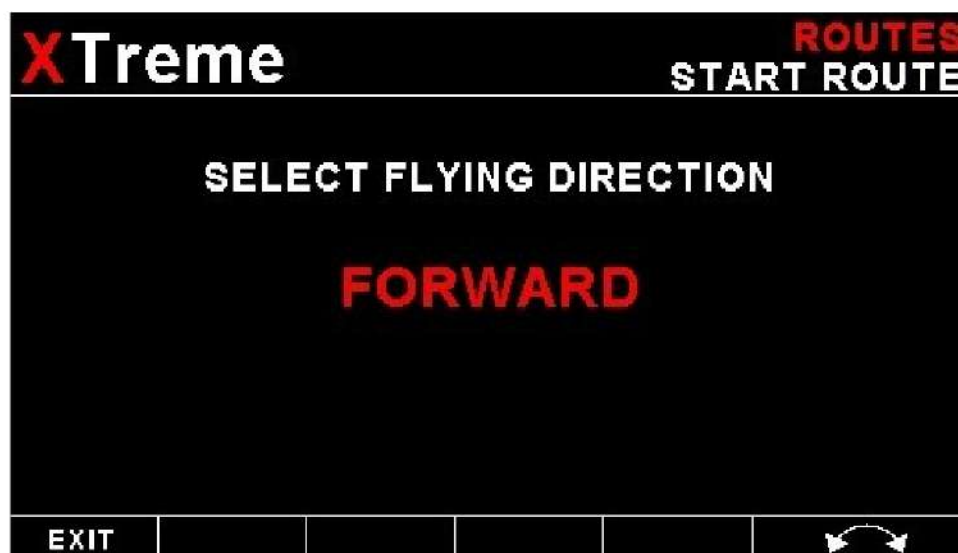 XTreme
ROUTES
START ROUTE
SELECT FLYING DIRECTION
FORWARD
EXIT